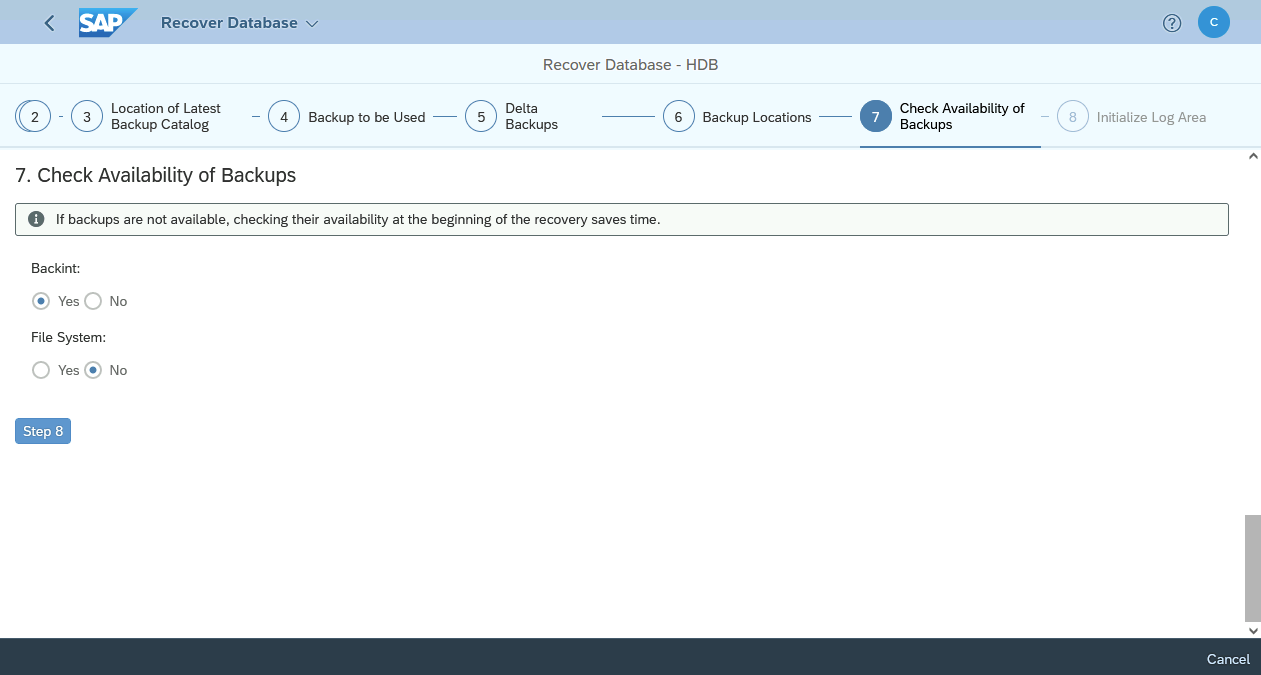 SAP Recover Database C
Recover Database - HDB
2 3 Location of Latest Backup Catalog 4 Backup to be Used 5 Delta Backups 6 Backup Locations 7 Check Availability of Backups 8 Initialize Log Area
7. Check Availability of Backups
If backups are not available, checking their availability at the beginning of the recovery saves time.
Backint:
Yes No
File System:
Yes No
Step 8
Cancel